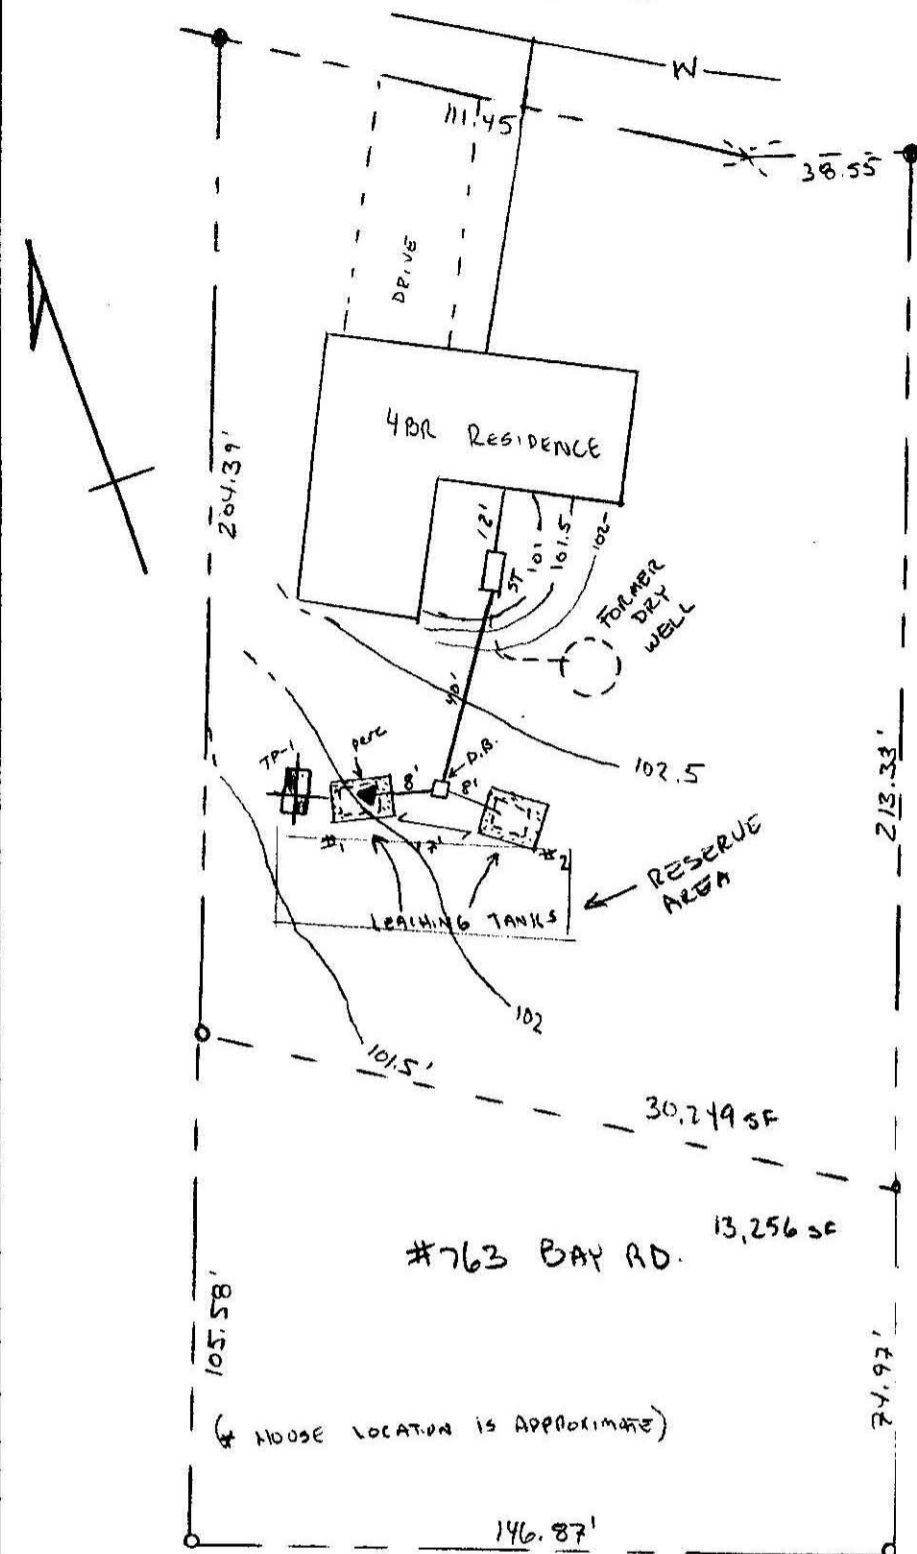 W
111.45
38.55
DRIVE
204.39'
4BR RESIDENCE
12'
ST
101
101.5
102
FORMER
DRY
WELL
40'
102.5
213.33'
TP-1
perc
D.B.
8'
8'
#1
17'
#2
RESERVE
AREA
LEACHING TANKS
102
101.5'
30,249 SF
13,256 SF
#763 BAY RD.
105.58'
74.97'
(* HOUSE LOCATION IS APPROXIMATE)
146.87'